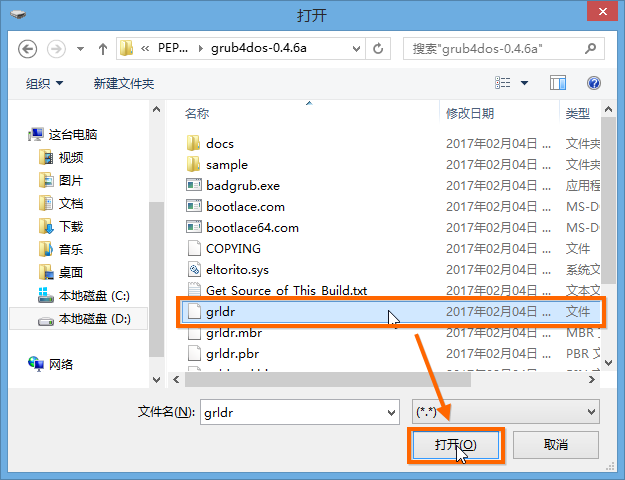 打开
« PEP... ▸ grub4dos-0.4.6a
搜索"grub4dos-0.4.6a"
组织 新建文件夹
这台电脑
视频
图片
文档
下载
音乐
桌面
本地磁盘 (C:)
本地磁盘 (D:)
网络
名称 修改日期 类型
docs 2017年02月04日 ... 文件夹
sample 2017年02月04日 ... 文件夹
badgrub.exe 2017年02月04日 ... 应用程
bootlace.com 2017年02月04日 ... MS-D
bootlace64.com 2017年02月04日 ... MS-D
COPYING 2017年02月04日 ... 文件
eltorito.sys 2017年02月04日 ... 系统文
Get Source of This Build.txt 2017年02月04日 ... 文本文
grldr 2017年02月04日 ... 文件
grldr.mbr 2017年02月04日 ... MBR 文
grldr.pbr 2017年02月04日 ... PBR 文
文件名(N): grldr (*.*)
打开(O) 取消